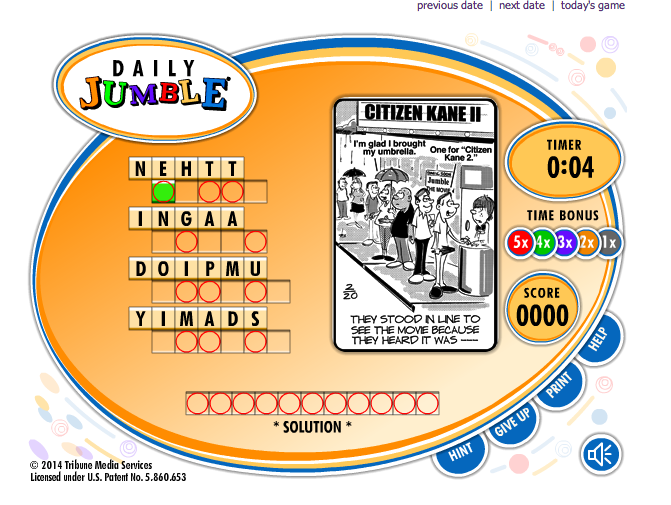 previous date | next date | today's game
DAILY
JUMBLE
NEHTT
INGAA
DOIPMU
YIMADS
CITIZEN KANE II
I'm glad I brought
my umbrella.
One for "Citizen
Kane 2."
Jumble
THE MOVIE
2
20
THEY STOOD IN LINE TO
SEE THE MOVIE BECAUSE
THEY HEARD IT WAS ——
TIMER
0:04
TIME BONUS
5x 4x 3x 2x 1x
SCORE
0000
HELP
PRINT
GIVE UP
HINT
* SOLUTION *
© 2014 Tribune Media Services
Licensed under U.S. Patent No. 5.860.653